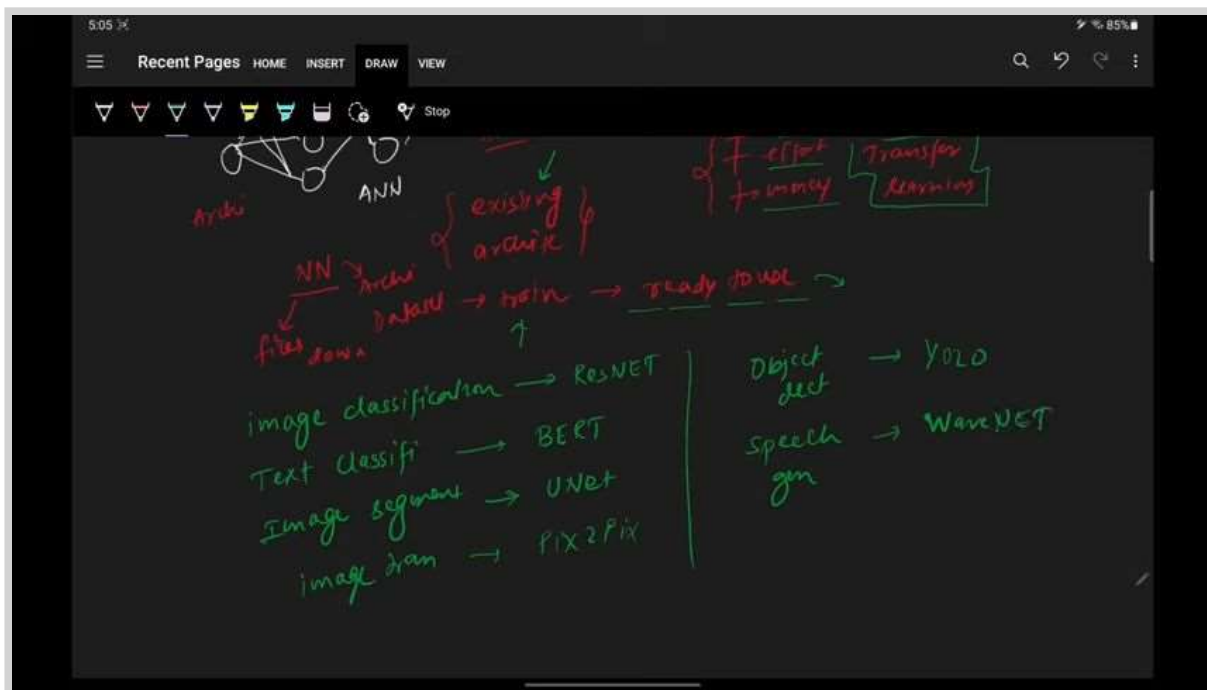 5:05
85%
Recent Pages HOME INSERT DRAW VIEW
Stop
effort
Transfer
money
learning
ANN
Archi
existing
NN
Archi
Dataset → train → ready to use
files down
image classification → ResNET
Text classifi → BERT
Image segment → UNet
image tran → Pix2Pix
Object dect → YOLO
speech gen → WaveNET